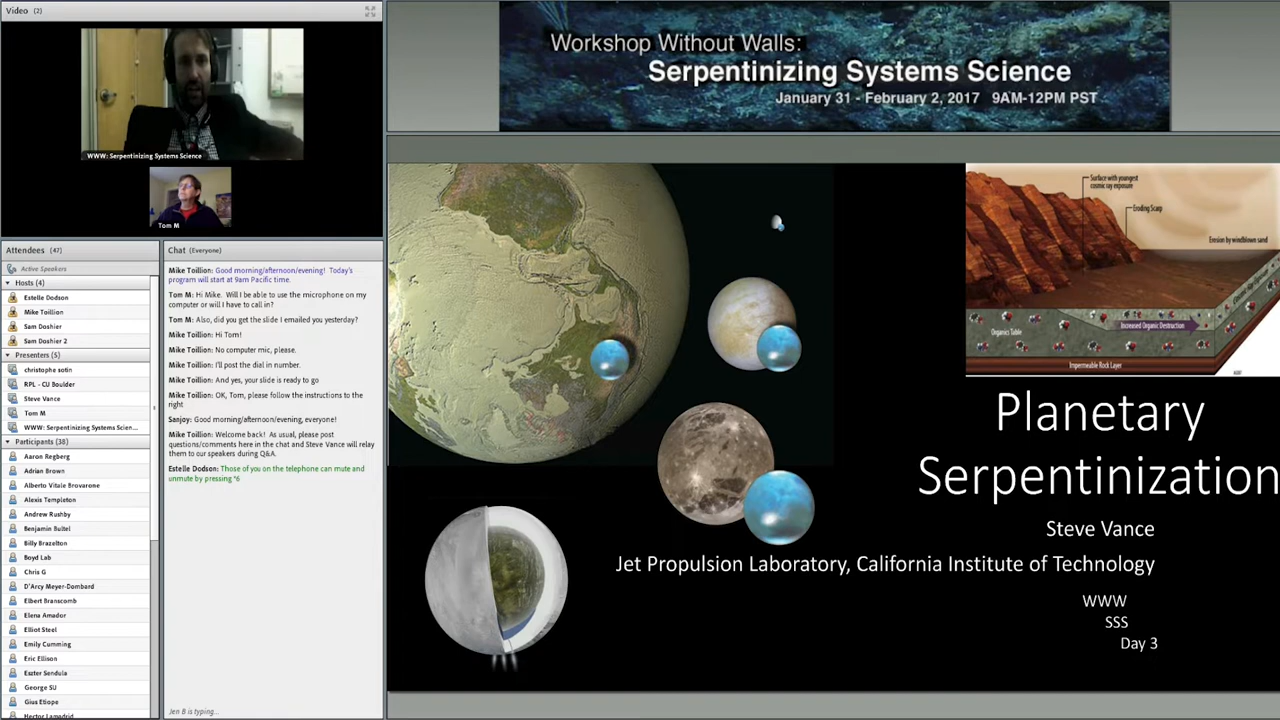 Video (2)
WWW: Serpentinizing Systems Science
Tom M
Attendees (47)
Active Speakers
Hosts (4)
Estelle Dodson
Mike Toillion
Sam Doshier
Sam Doshier 2
Presenters (5)
christophe sotin
RPL - CU Boulder
Steve Vance
Tom M
WWW: Serpentinizing Systems Scien...
Participants (38)
Aaron Regberg
Adrian Brown
Alberto Vitale Brovarone
Alexis Templeton
Andrew Rushby
Benjamin Bultel
Billy Brazelton
Boyd Lab
Chris G
D'Arcy Meyer-Dombard
Elbert Branscomb
Elena Amador
Elliot Steel
Emily Cumming
Eric Ellison
Eszter Sendula
George SU
Gius Etiope
Hector Lamadrid
Chat (Everyone)
Mike Toillion: Good morning/afternoon/evening! Today's
program will start at 9am Pacific time.
Tom M: Hi Mike. Will I be able to use the microphone on my
computer or will I have to call in?
Tom M: Also, did you get the slide I emailed you yesterday?
Mike Toillion: Hi Tom!
Mike Toillion: No computer mic, please.
Mike Toillion: I'll post the dial in number.
Mike Toillion: And yes, your slide is ready to go
Mike Toillion: OK, Tom, please follow the instructions to the
right
Sanjoy: Good morning/afternoon/evening, everyone!
Mike Toillion: Welcome back! As usual, please post
questions/comments here in the chat and Steve Vance will relay
them to our speakers during Q&A.
Estelle Dodson: Those of you on the telephone can mute and
unmute by pressing *6
Jen B is typing...
Workshop Without Walls:
Serpentinizing Systems Science
January 31 - February 2, 2017 9AM-12PM PST
Surface with youngest
cosmic ray exposure
Eroding Scarp
Erosion by windblown sand
Organics Table
Increased Organic Destruction
Impermeable Rock Layer
Planetary
Serpentinization
Steve Vance
Jet Propulsion Laboratory, California Institute of Technology
WWW
SSS
Day 3